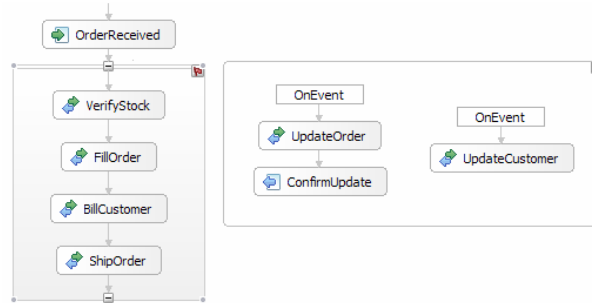 OrderReceived
VerifyStock
FillOrder
BillCustomer
ShipOrder
OnEvent
UpdateOrder
ConfirmUpdate
OnEvent
UpdateCustomer